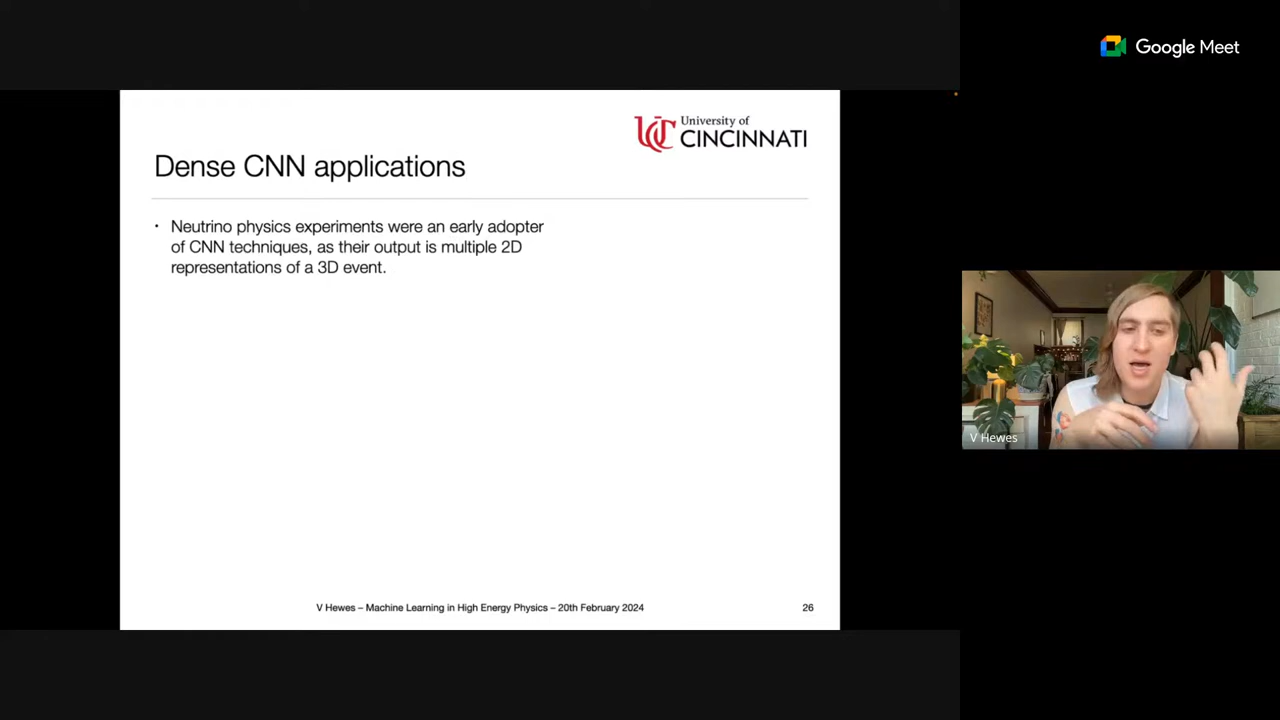 Google Meet
University of
CINCINNATI
Dense CNN applications
• Neutrino physics experiments were an early adopter
of CNN techniques, as their output is multiple 2D
representations of a 3D event.
V Hewes
V Hewes – Machine Learning in High Energy Physics – 20th February 2024
26